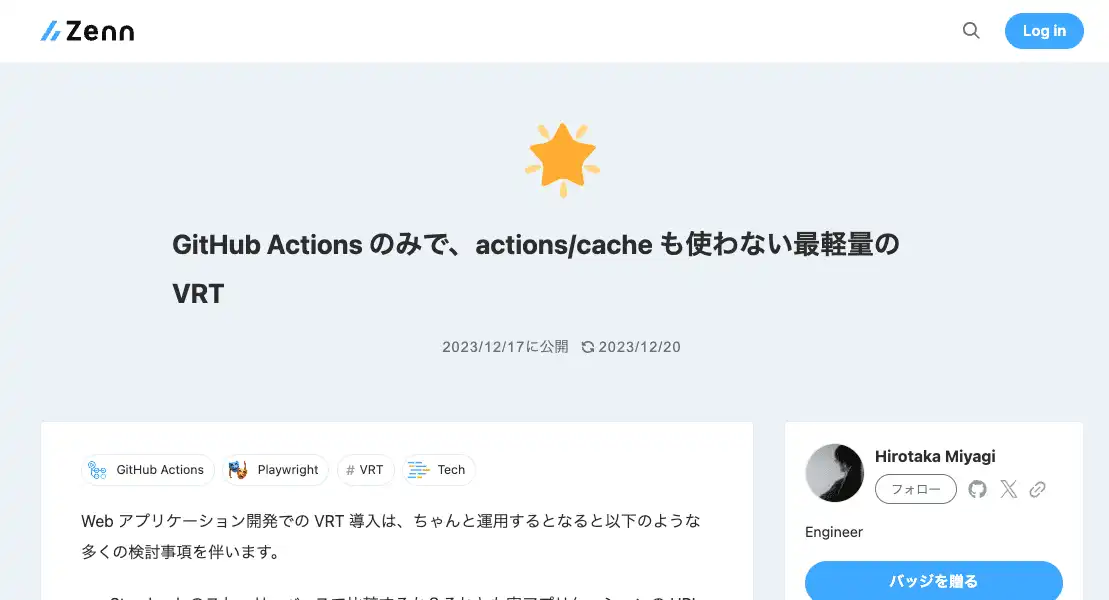 Zenn
Log in
GitHub Actions のみで、actions/cache も使わない最軽量の
VRT
2023/12/17に公開 2023/12/20
GitHub Actions
Playwright
# VRT
Tech
Web アプリケーション開発での VRT 導入は、ちゃんと運用するとなると以下のような
多くの検討事項を伴います。
Hirotaka Miyagi
フォロー
Engineer
バッジを贈る